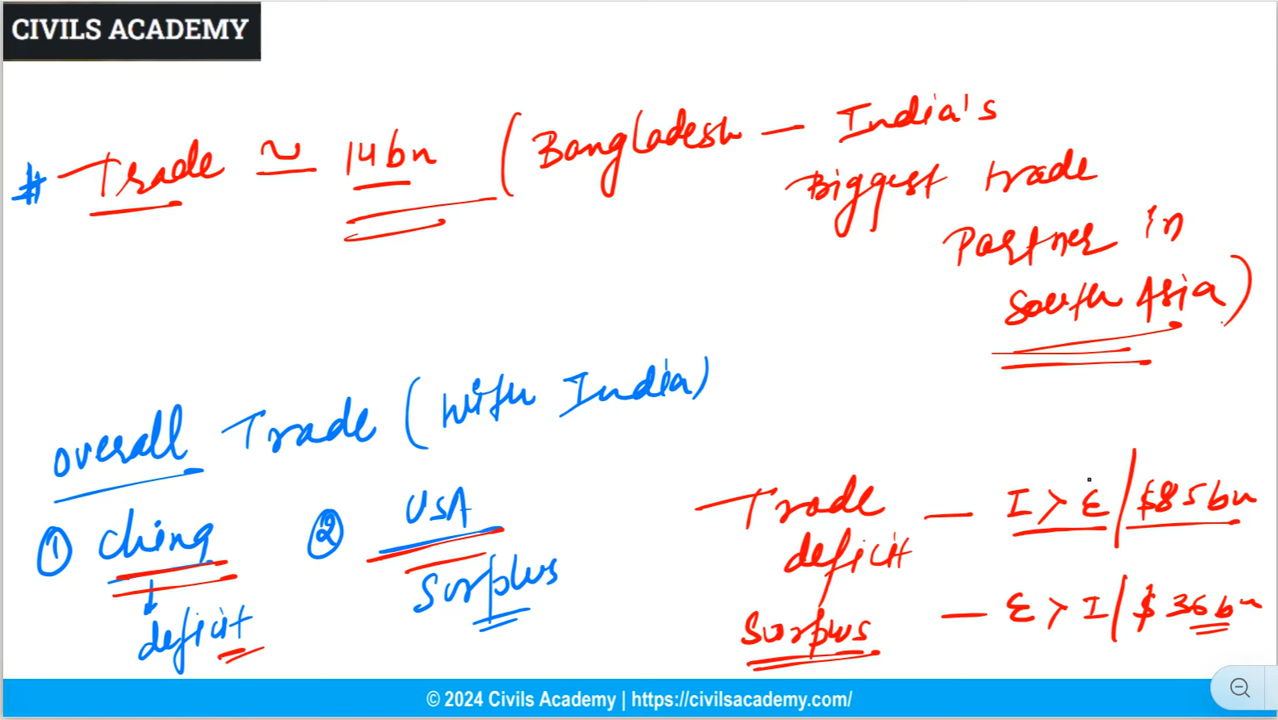 CIVILS ACADEMY
# Trade ≃ 14bn (Bangladesh — India's
Biggest trade
Partner in
South Asia)
Overall Trade (With India)
① China ② USA
↓
deficit
Surplus
Trade deficit — I > E / $85bn
Surplus — E > I / $36bn
© 2024 Civils Academy | https://civilsacademy.com/